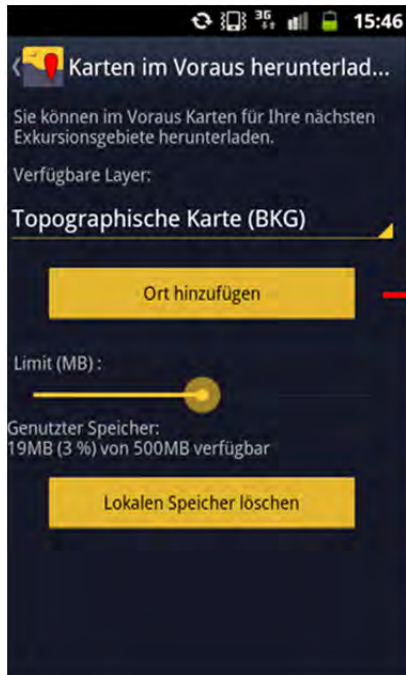 3G 15:46
Karten im Voraus herunterlad...
Sie können im Voraus Karten für Ihre nächsten
Exkursionsgebiete herunterladen.
Verfügbare Layer:
Topographische Karte (BKG)
Ort hinzufügen
Limit (MB) :
Genutzter Speicher:
19MB (3 %) von 500MB verfügbar
Lokalen Speicher löschen